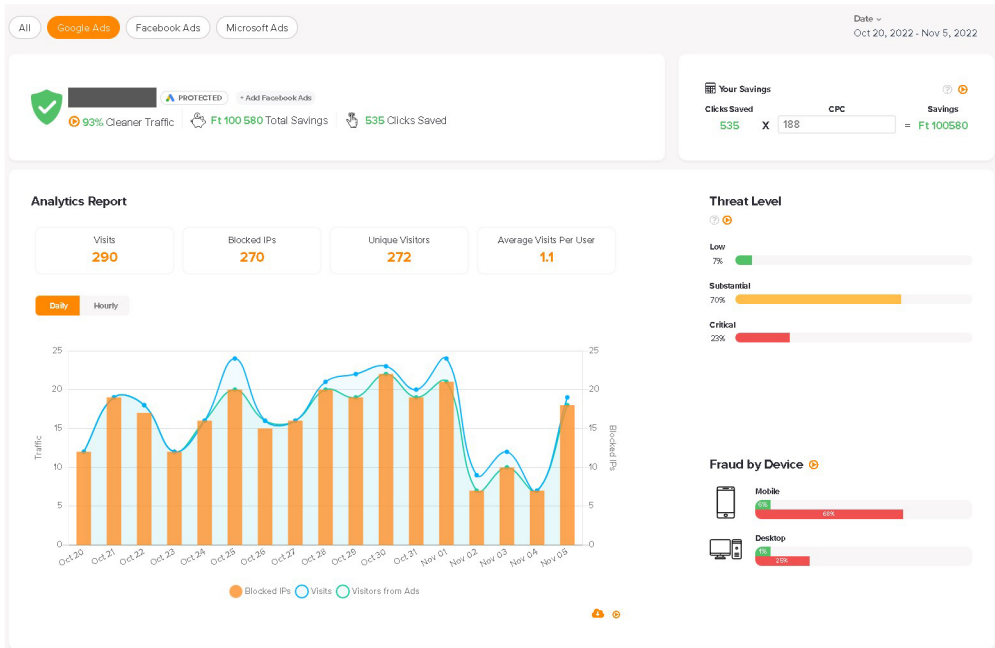 All Google Ads Facebook Ads Microsoft Ads
Date
Oct 20, 2022 - Nov 5, 2022
PROTECTED + Add Facebook Ads
93% Cleaner Traffic Ft 100 580 Total Savings 535 Clicks Saved
Your Savings
Clicks Saved CPC Savings
535 X 188 = Ft 100580
Analytics Report
Visits Blocked IPs Unique Visitors Average Visits Per User
290 270 272 1.1
Daily Hourly
25 25
20 20
15 15
10 10
5 5
0 0
Traffic
Blocked IPs
Oct 20 Oct 21 Oct 22 Oct 23 Oct 24 Oct 25 Oct 26 Oct 27 Oct 28 Oct 29 Oct 30 Oct 31 Nov 01 Nov 02 Nov 03 Nov 04 Nov 05
Blocked IPs Visits Visitors from Ads
Threat Level
Low
7%
Substantial
70%
Critical
23%
Fraud by Device
Mobile
6%
68%
Desktop
1%
25%